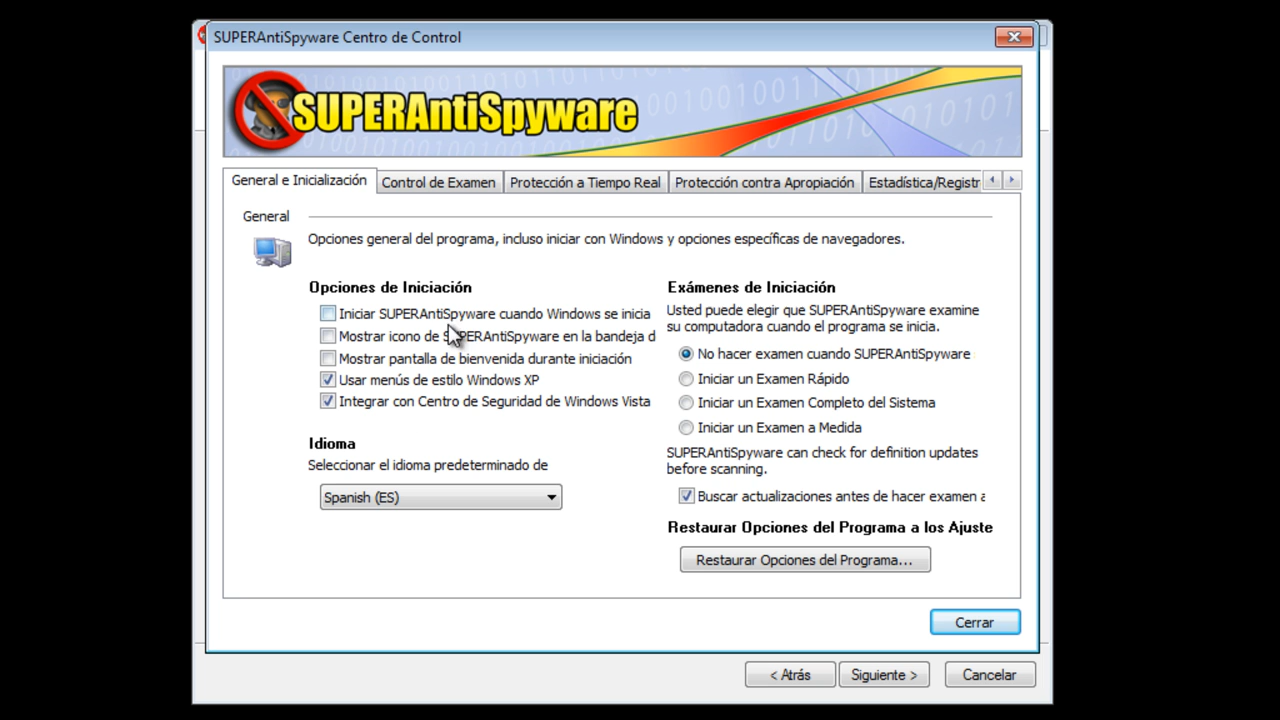 SUPERAntiSpyware Centro de Control
SUPERAntiSpyware
General e Inicialización
Control de Examen
Protección a Tiempo Real
Protección contra Apropiación
Estadística/Registr
General
Opciones general del programa, incluso iniciar con Windows y opciones específicas de navegadores.
Opciones de Iniciación
Iniciar SUPERAntiSpyware cuando Windows se inicia
Mostrar icono de SUPERAntiSpyware en la bandeja d
Mostrar pantalla de bienvenida durante iniciación
Usar menús de estilo Windows XP
Integrar con Centro de Seguridad de Windows Vista
Idioma
Seleccionar el idioma predeterminado de
Spanish (ES)
Exámenes de Iniciación
Usted puede elegir que SUPERAntiSpyware examine
su computadora cuando el programa se inicia.
No hacer examen cuando SUPERAntiSpyware
Iniciar un Examen Rápido
Iniciar un Examen Completo del Sistema
Iniciar un Examen a Medida
SUPERAntiSpyware can check for definition updates
before scanning.
Buscar actualizaciones antes de hacer examen a
Restaurar Opciones del Programa a los Ajuste
Restaurar Opciones del Programa...
Cerrar
< Atrás
Siguiente >
Cancelar